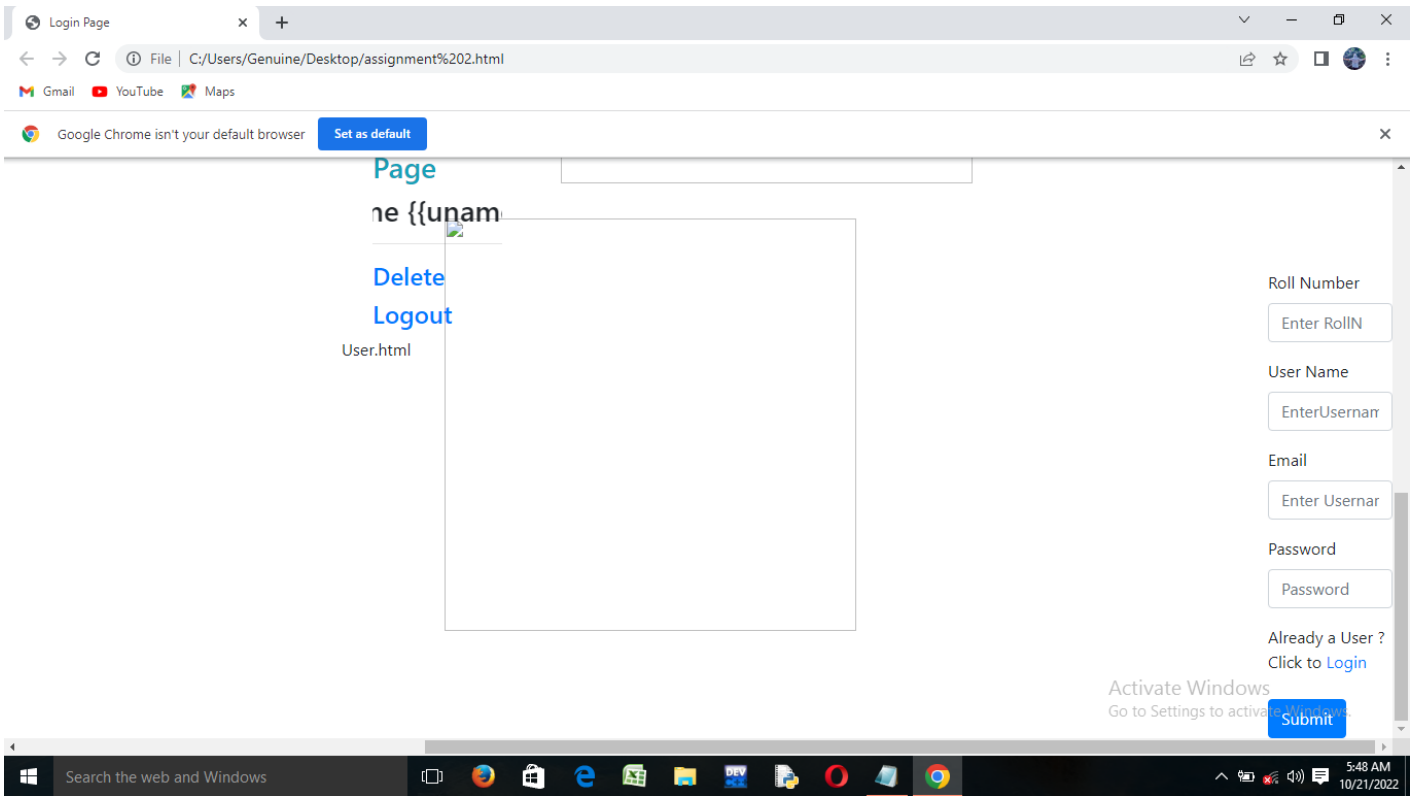 Login Page
File | C:/Users/Genuine/Desktop/assignment%202.html
Gmail YouTube Maps
Google Chrome isn't your default browser Set as default
Page
ne {{uname
Delete
Logout
User.html
Roll Number
Enter RollN
User Name
EnterUsernam
Email
Enter Usernar
Password
Password
Already a User ?
Click to Login
Activate Windows
Go to Settings to activate Windows.
Submit
Search the web and Windows
DEV
5:48 AM
10/21/2022